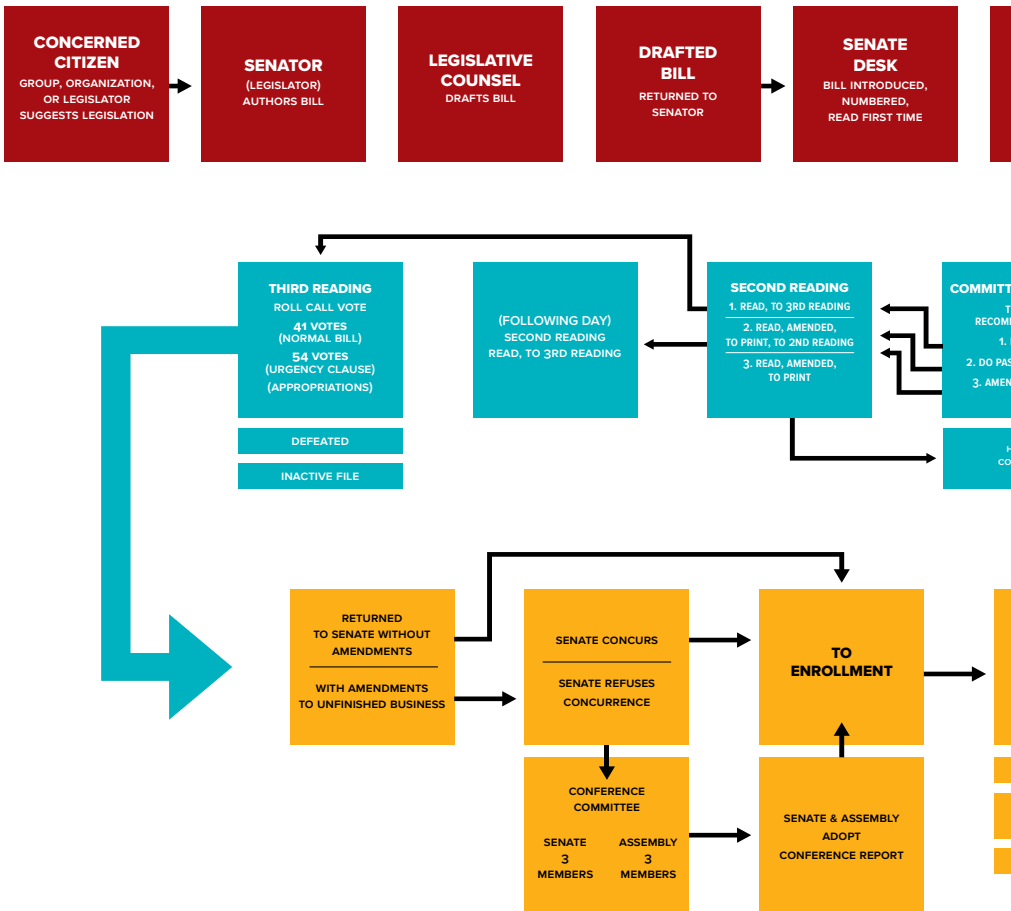 CONCERNED
CITIZEN
GROUP, ORGANIZATION,
OR LEGISLATOR
SUGGESTS LEGISLATION
SENATOR
(LEGISLATOR)
AUTHORS BILL
LEGISLATIVE
COUNSEL
DRAFTS BILL
DRAFTED
BILL
RETURNED TO
SENATOR
SENATE
DESK
BILL INTRODUCED,
NUMBERED,
READ FIRST TIME
THIRD READING
ROLL CALL VOTE
41 VOTES
(NORMAL BILL)
54 VOTES
(URGENCY CLAUSE)
(APPROPRIATIONS)
DEFEATED
INACTIVE FILE
(FOLLOWING DAY)
SECOND READING
READ, TO 3RD READING
SECOND READING
1. READ, TO 3RD READING
2. READ, AMENDED,
TO PRINT, TO 2ND READING
3. READ, AMENDED,
TO PRINT
1.
2. DO
3.
RETURNED
TO SENATE WITHOUT
AMENDMENTS
WITH AMENDMENTS
TO UNFINISHED BUSINESS
SENATE CONCURS
SENATE REFUSES
CONCURRENCE
TO
ENROLLMENT
CONFERENCE
COMMITTEE
SENATE
3
MEMBERS
ASSEMBLY
3
MEMBERS
SENATE & ASSEMBLY
ADOPT
CONFERENCE REPORT